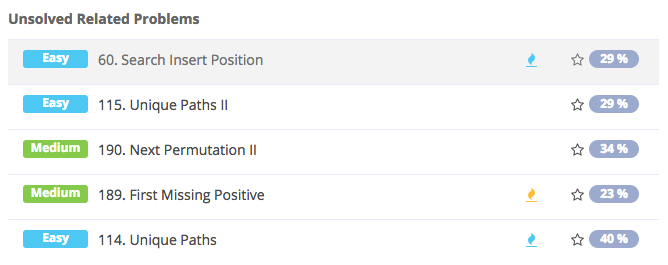 Unsolved Related Problems
Easy 60. Search Insert Position 29 %
Easy 115. Unique Paths II 29 %
Medium 190. Next Permutation II 34 %
Medium 189. First Missing Positive 23 %
Easy 114. Unique Paths 40 %